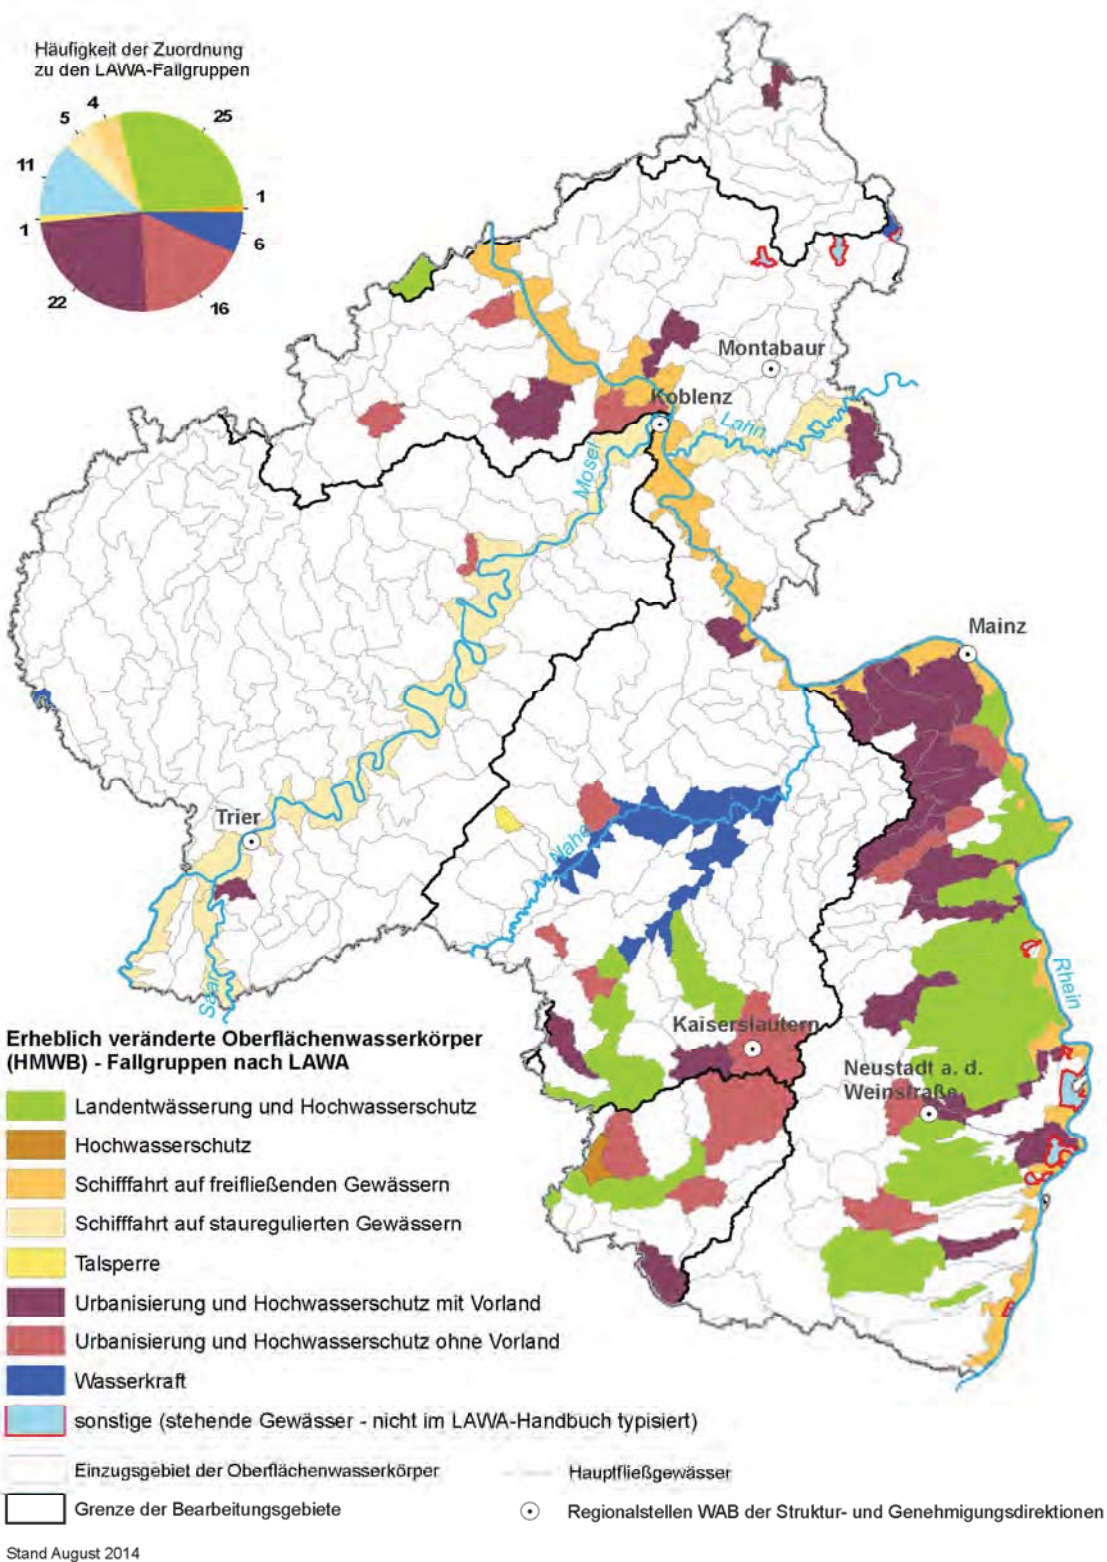 Häufigkeit der Zuordnung
zu den LAWA-Fallgruppen
4
5
25
11
1
1
6
22
16
Montabaur
Koblenz
Lahn
Mosel
Mainz
Trier
Nahe
Saar
Rhein
Kaiserslautern
Neustadt a. d.
Weinstraße
Erheblich veränderte Oberflächenwasserkörper
(HMWB) - Fallgruppen nach LAWA
Landentwässerung und Hochwasserschutz
Hochwasserschutz
Schifffahrt auf freifließenden Gewässern
Schifffahrt auf stauregulierten Gewässern
Talsperre
Urbanisierung und Hochwasserschutz mit Vorland
Urbanisierung und Hochwasserschutz ohne Vorland
Wasserkraft
sonstige (stehende Gewässer - nicht im LAWA-Handbuch typisiert)
Einzugsgebiet der Oberflächenwasserkörper
Hauptfließgewässer
Grenze der Bearbeitungsgebiete
Regionalstellen WAB der Struktur- und Genehmigungsdirektionen
Stand August 2014